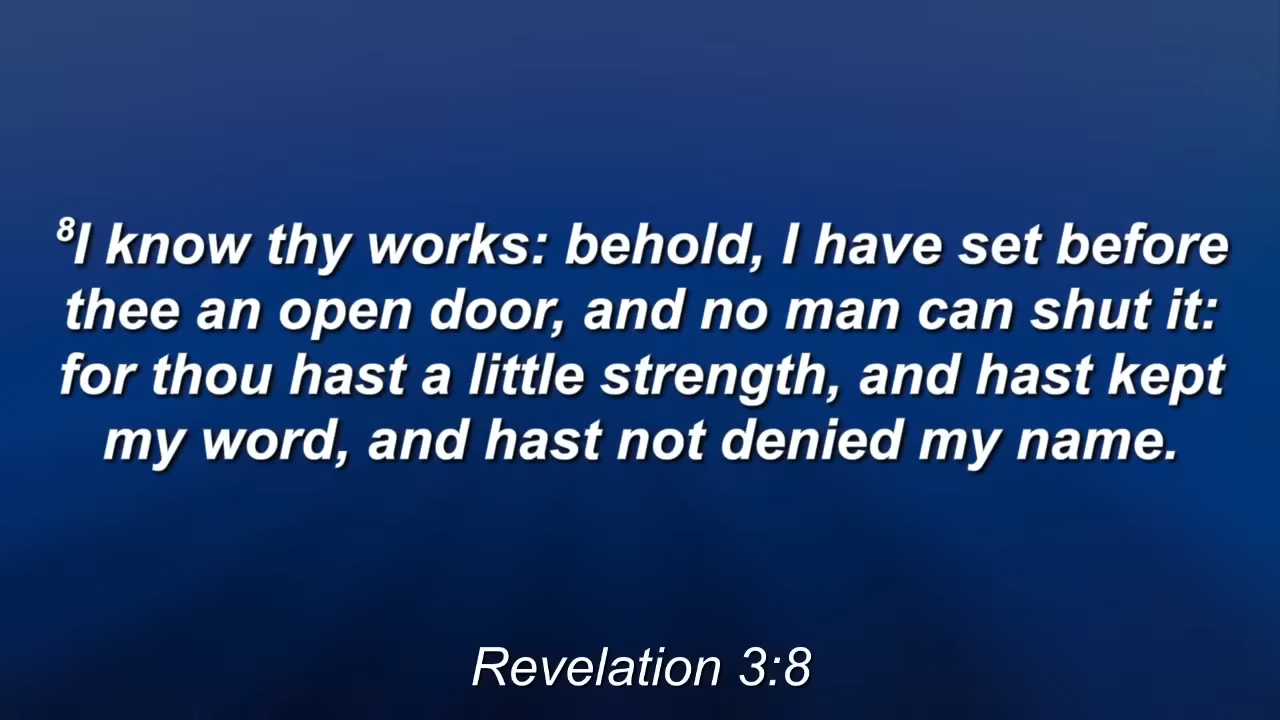 ⁸I know thy works: behold, I have set before
thee an open door, and no man can shut it:
for thou hast a little strength, and hast kept
my word, and hast not denied my name.
Revelation 3:8